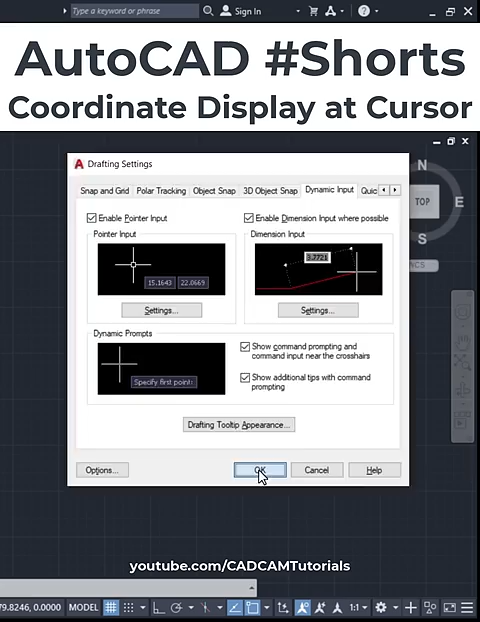 Type a keyword or phrase
Sign In
AutoCAD #Shorts
Coordinate Display at Cursor
Drafting Settings
Snap and Grid Polar Tracking Object Snap 3D Object Snap Dynamic Input Quic
Enable Pointer Input
Enable Dimension Input where possible
Pointer Input
Dimension Input
15.1643 22.0669
3.7721
Settings...
Settings...
Dynamic Prompts
Specify first point:
Show command prompting and
command input near the crosshairs
Show additional tips with command
prompting
Drafting Tooltip Appearance...
Options...
OK
Cancel
Help
N
TOP
E
S
youtube.com/CADCAMTutorials
79.8246, 0.0000 MODEL
1:1